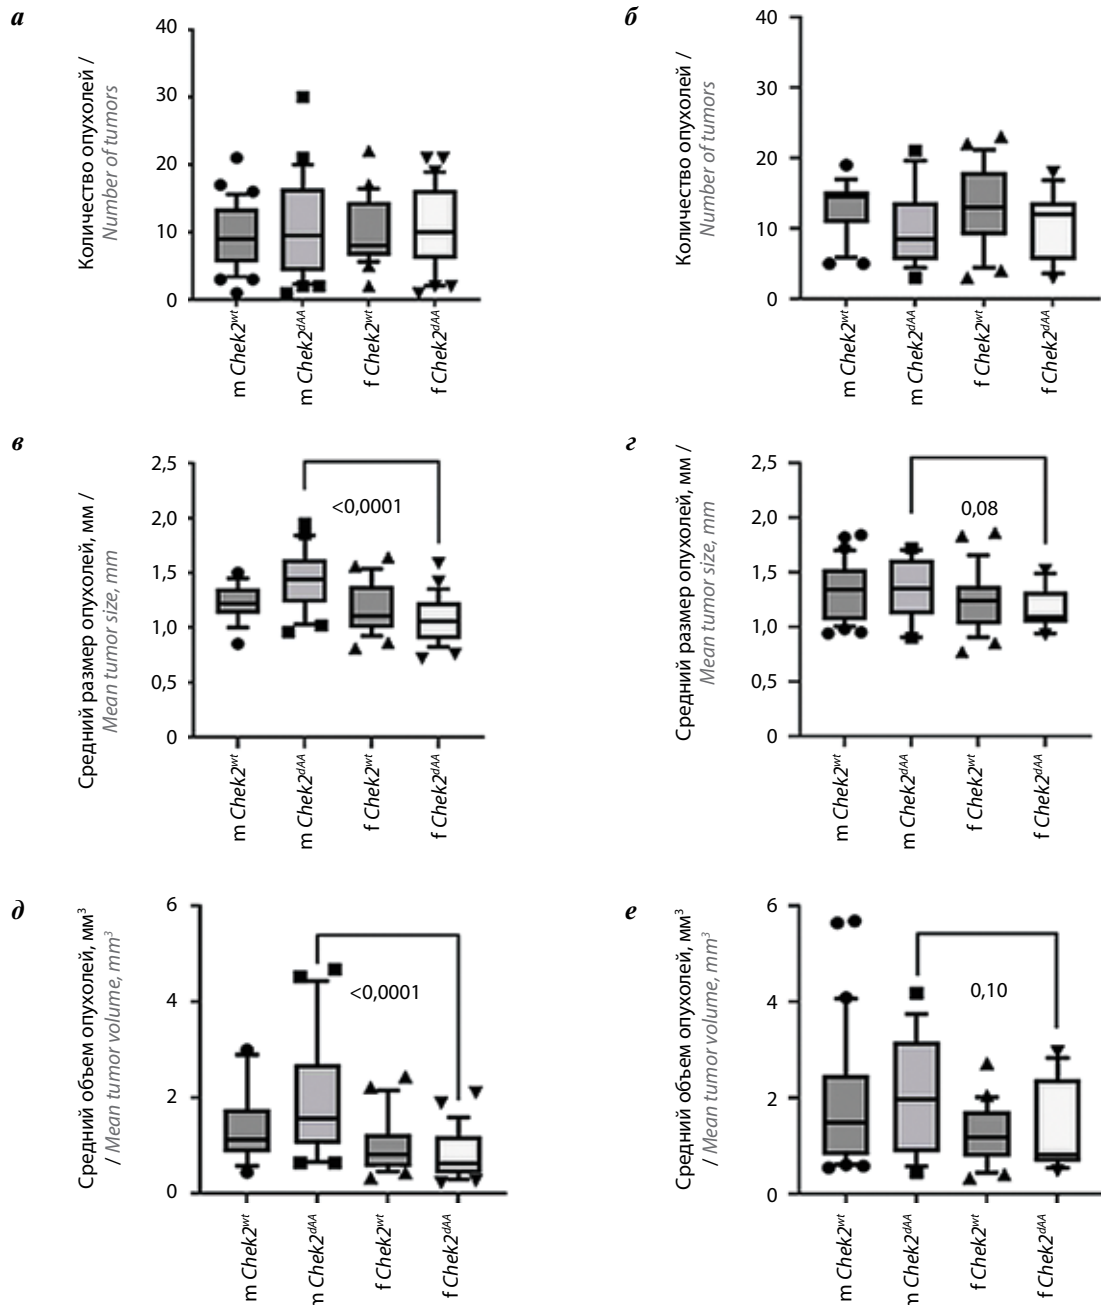 а
Количество опухолей /
Number of tumors
40
30
20
10
0
m Chek2wt
m Chek2dAA
f Chek2wt
f Chek2dAA
б
Количество опухолей /
Number of tumors
40
30
20
10
0
m Chek2wt
m Chek2dAA
f Chek2wt
f Chek2dAA
в
Средний размер опухолей, мм /
Mean tumor size, mm
2,5
2,0
1,5
1,0
0,5
0
<0,0001
m Chek2wt
m Chek2dAA
f Chek2wt
f Chek2dAA
г
Средний размер опухолей, мм /
Mean tumor size, mm
2,5
2,0
1,5
1,0
0,5
0
0,08
m Chek2wt
m Chek2dAA
f Chek2wt
f Chek2dAA
д
Средний объем опухолей, мм³
/ Mean tumor volume, mm³
6
4
2
0
<0,0001
m Chek2wt
m Chek2dAA
f Chek2wt
f Chek2dAA
е
Средний объем опухолей, мм³
/ Mean tumor volume, mm³
6
4
2
0
0,10
m Chek2wt
m Chek2dAA
f Chek2wt
f Chek2dAA